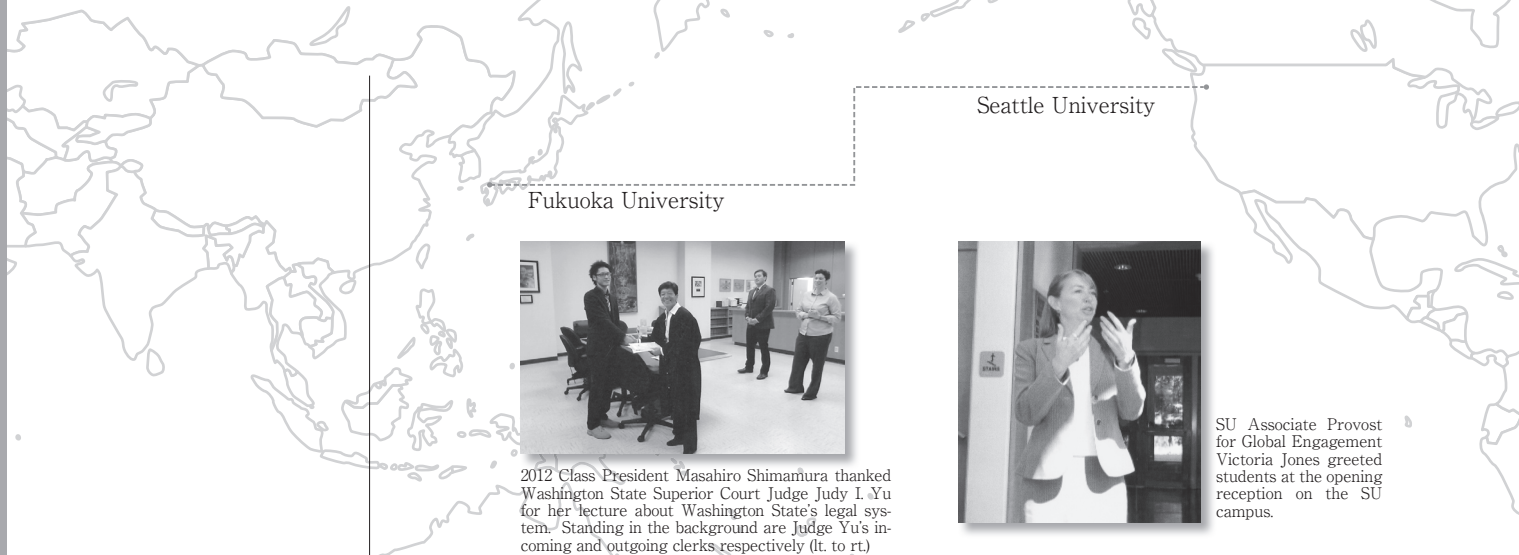 Seattle University
Fukuoka University
STAIRS
2012 Class President Masahiro Shimamura thanked
Washington State Superior Court Judge Judy I. Yu
for her lecture about Washington State's legal sys-
tem. Standing in the background are Judge Yu's in-
coming and outgoing clerks respectively (lt. to rt.)
SU Associate Provost
for Global Engagement
Victoria Jones greeted
students at the opening
reception on the SU
campus.